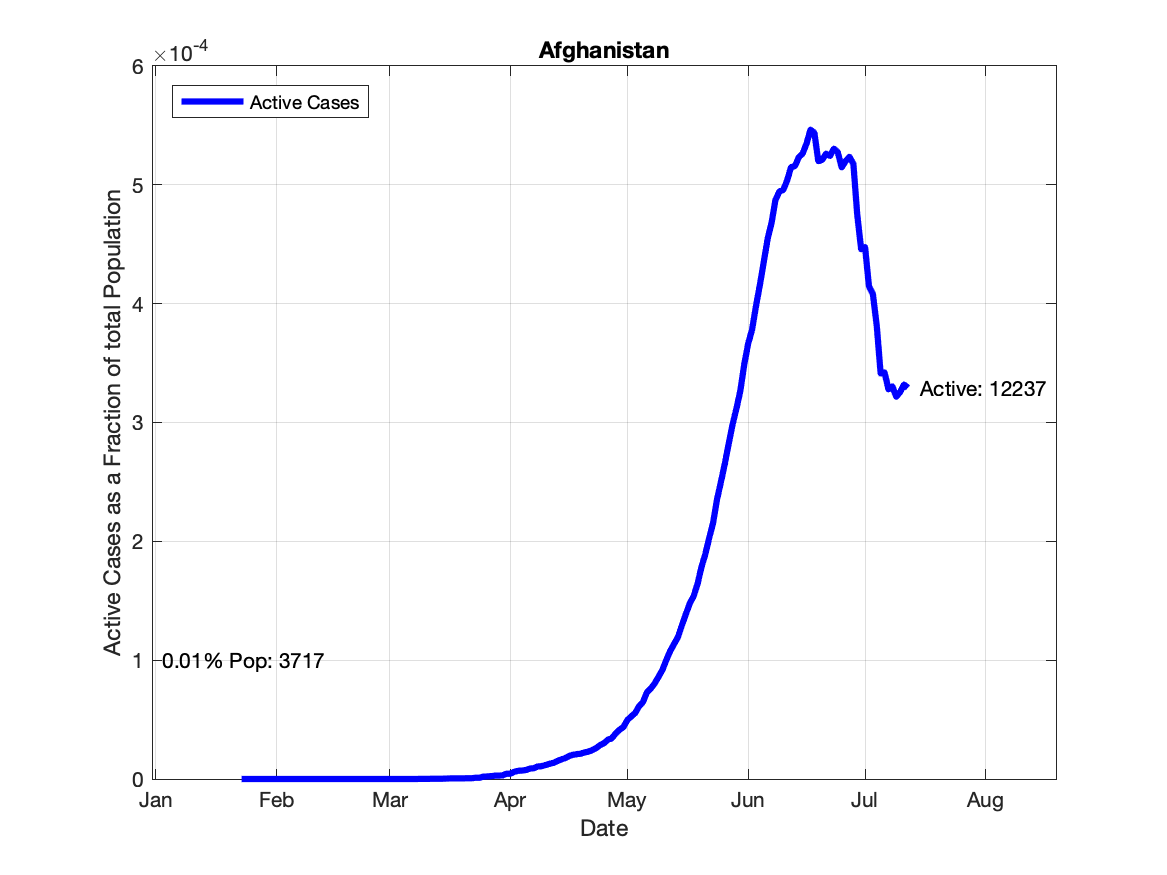 Afghanistan
×10-4
Active Cases
6
5
4
3
2
1
0
Active Cases as a Fraction of total Population
0.01% Pop: 3717
Active: 12237
Jan Feb Mar Apr May Jun Jul Aug
Date